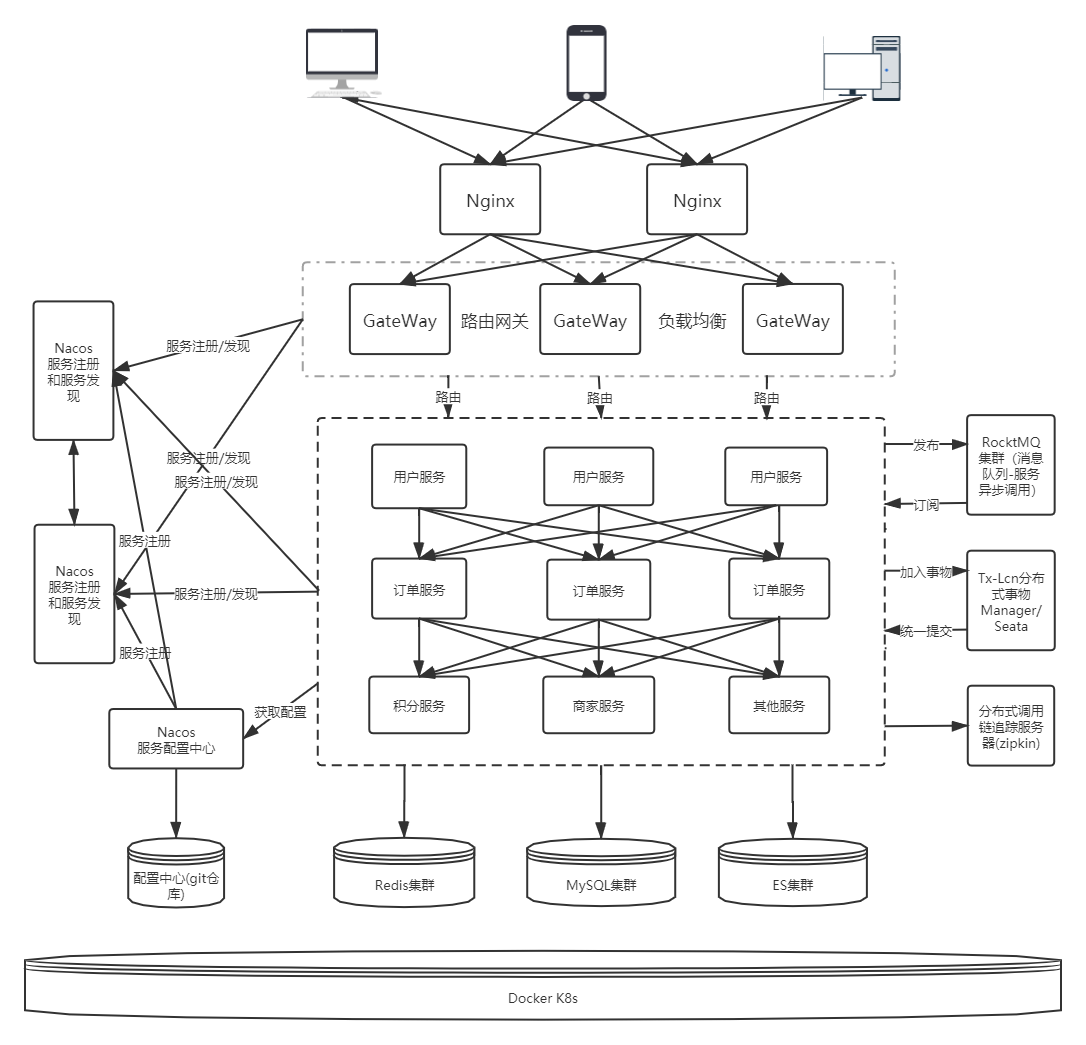 Nginx
Nginx
GateWay
路由网关
GateWay
负载均衡
GateWay
Nacos
服务注册
和服务发
现
服务注册/发现
路由
路由
路由
服务注册/发现
服务注册/发现
用户服务
用户服务
用户服务
发布
RocktMQ
集群（消息
队列-服务
异步调用）
订阅
服务注册
Nacos
服务注册
和服务发
现
服务注册/发现
订单服务
订单服务
订单服务
加入事物
Tx-Lcn分布
式事物
Manager/
Seata
统一提交
服务注册
获取配置
积分服务
商家服务
其他服务
分布式调用
链追踪服务
器(zipkin)
Nacos
服务配置中心
配置中心(git仓
库)
Redis集群
MySQL集群
ES集群
Docker K8s